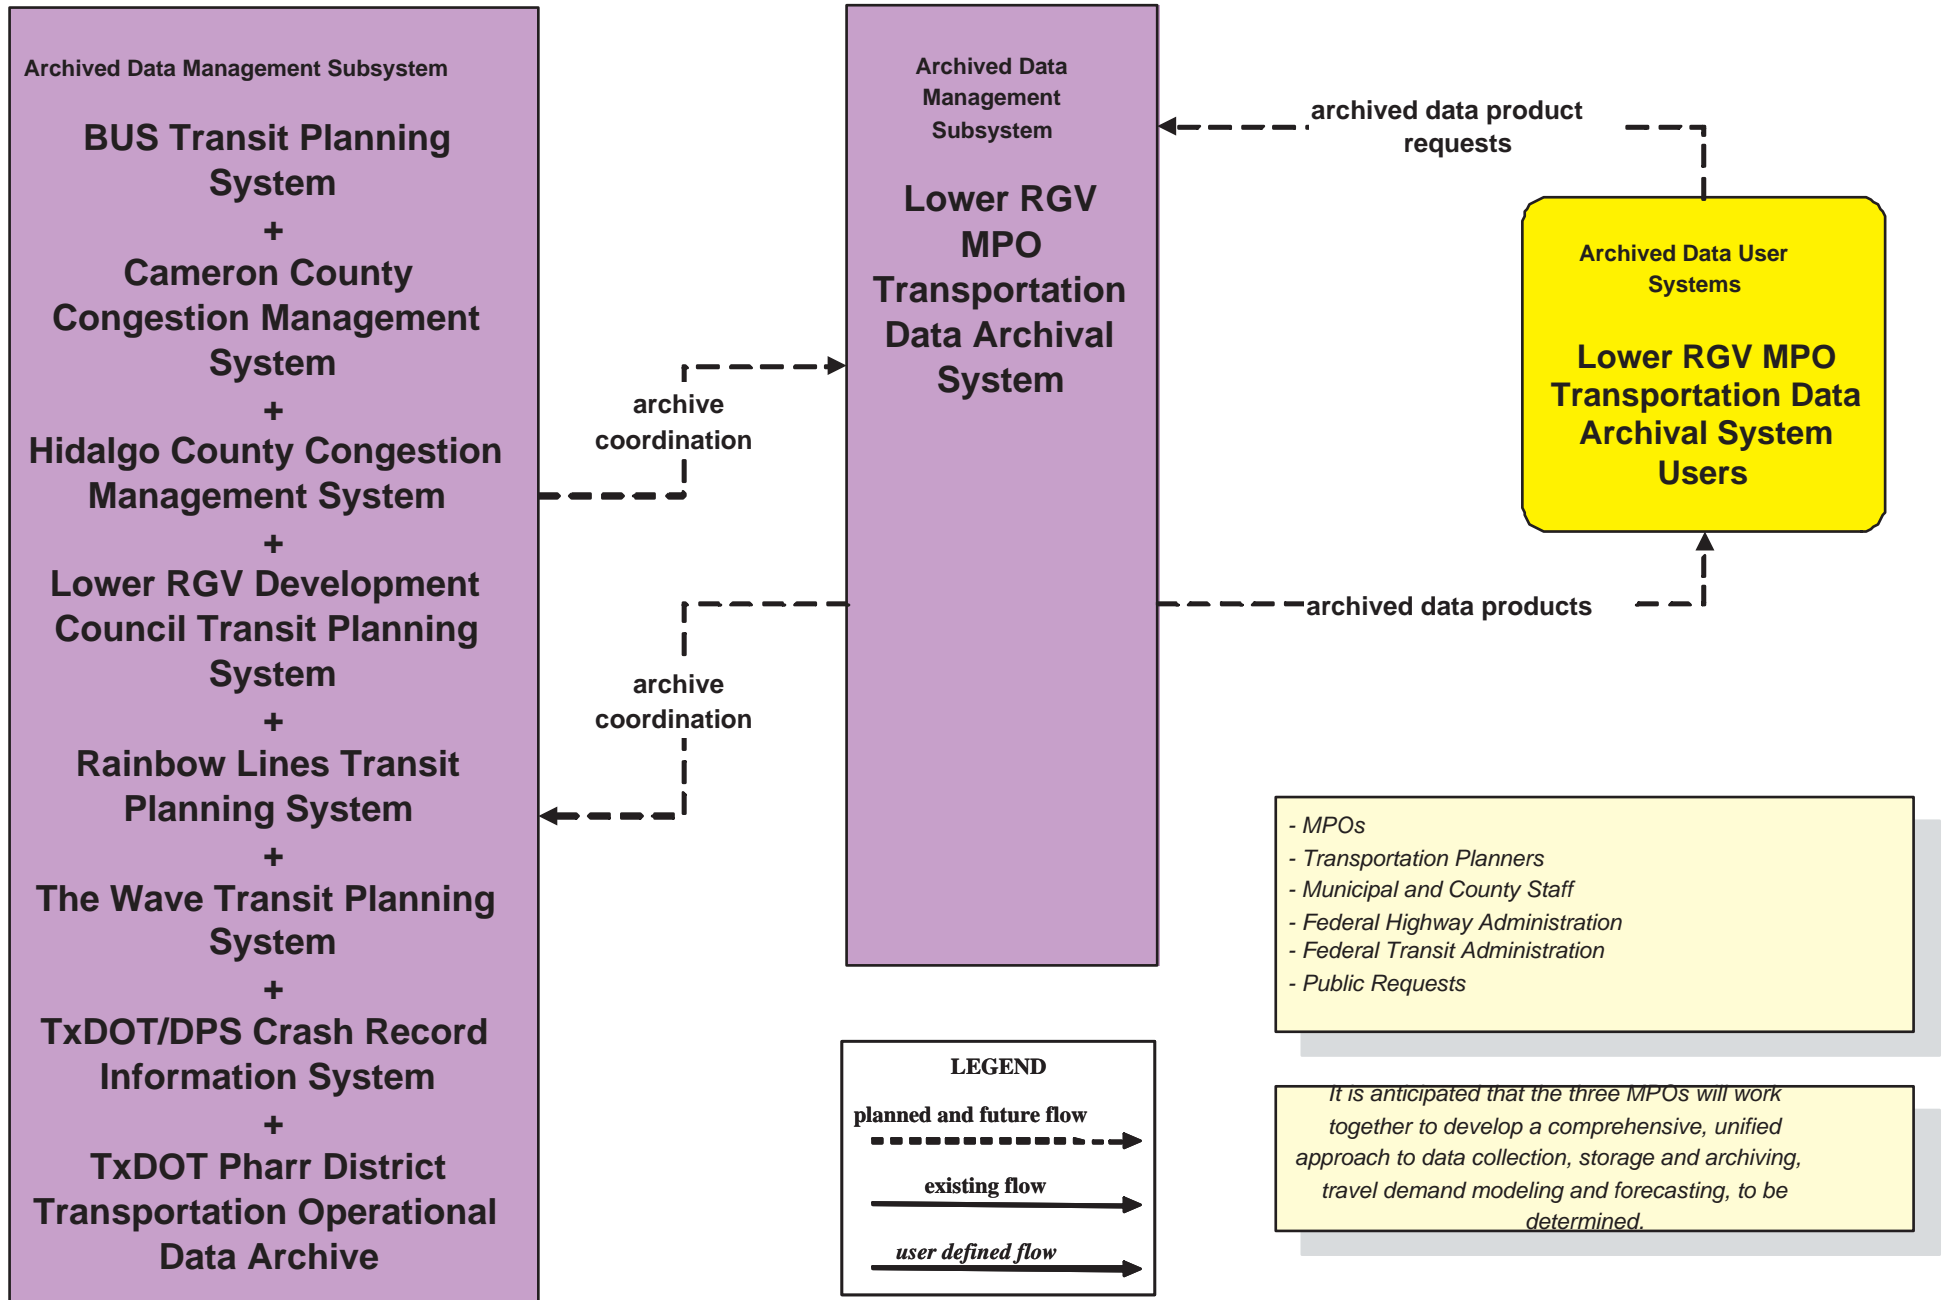 Archived Data Management Subsystem
BUS Transit Planning
System
+
Cameron County
Congestion Management
System
+
Hidalgo County Congestion
Management System
+
Lower RGV Development
Council Transit Planning
System
+
Rainbow Lines Transit
Planning System
+
The Wave Transit Planning
System
+
TxDOT/DPS Crash Record
Information System
+
TxDOT Pharr District
Transportation Operational
Data Archive
archive
coordination
archive
coordination
Archived Data
Management
Subsystem
Lower RGV
MPO
Transportation
Data Archival
System
archived data product
requests
archived data products
Archived Data User
Systems
Lower RGV MPO
Transportation Data
Archival System
Users
- MPOs
- Transportation Planners
- Municipal and County Staff
- Federal Highway Administration
- Federal Transit Administration
- Public Requests
It is anticipated that the three MPOs will work
together to develop a comprehensive, unified
approach to data collection, storage and archiving,
travel demand modeling and forecasting, to be
determined.
LEGEND
planned and future flow
existing flow
user defined flow